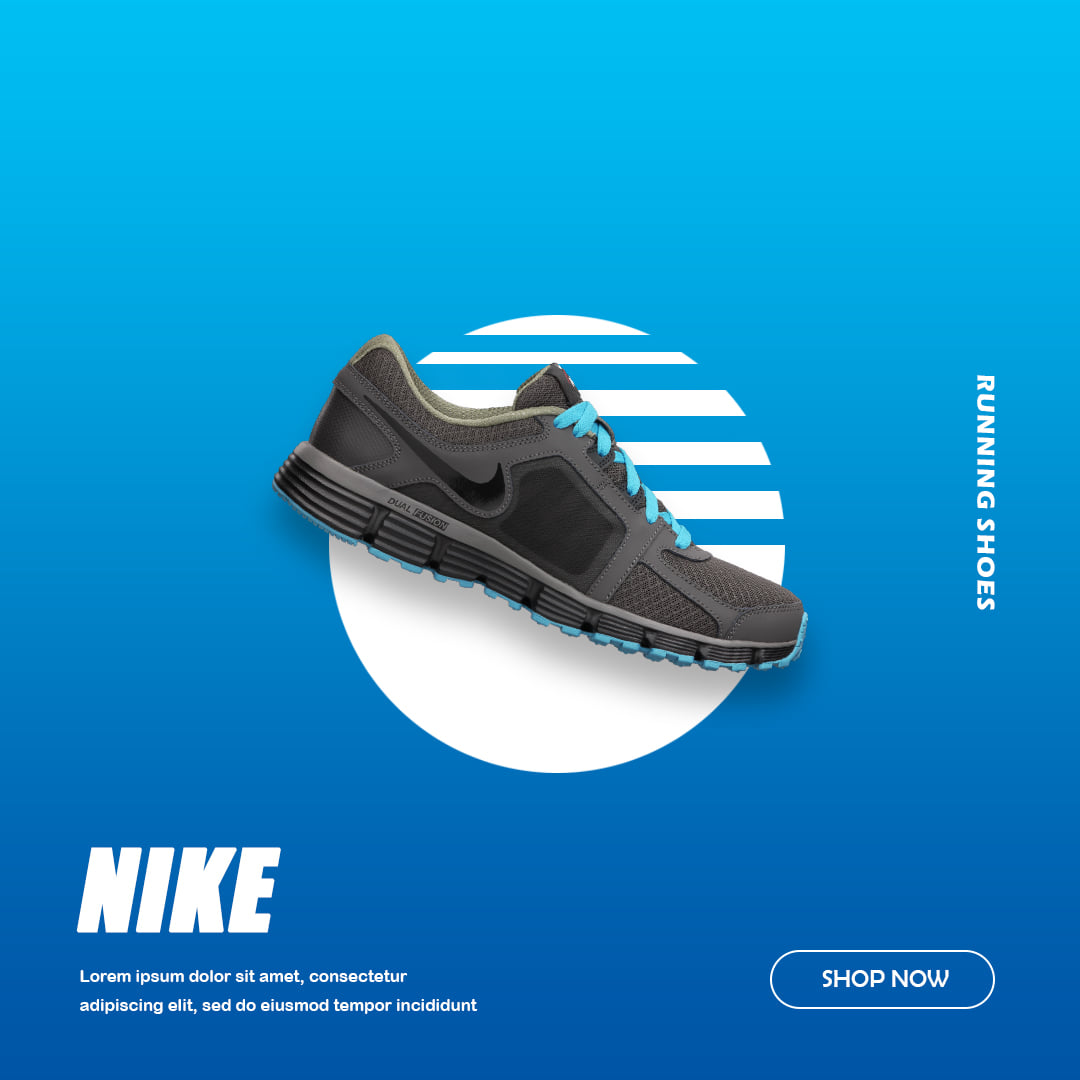 DUAL FUSION
RUNNING SHOES
NIKE
Lorem ipsum dolor sit amet, consectetur
adipiscing elit, sed do eiusmod tempor incididunt
SHOP NOW